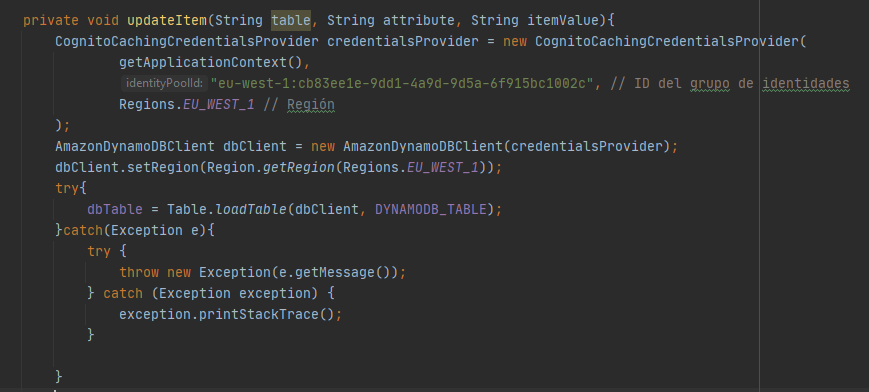 private void updateItem(String table, String attribute, String itemValue){
CognitoCachingCredentialsProvider credentialsProvider = new CognitoCachingCredentialsProvider(
getApplicationContext(),
identityPoolId: "eu-west-1:cb83ee1e-9dd1-4a9d-9d5a-6f915bc1002c", // ID del grupo de identidades
Regions.EU_WEST_1 // Región
);
AmazonDynamoDBClient dbClient = new AmazonDynamoDBClient(credentialsProvider);
dbClient.setRegion(Region.getRegion(Regions.EU_WEST_1));
try{
dbTable = Table.loadTable(dbClient, DYNAMODB_TABLE);
}catch(Exception e){
try {
throw new Exception(e.getMessage());
} catch (Exception exception) {
exception.printStackTrace();
}
}